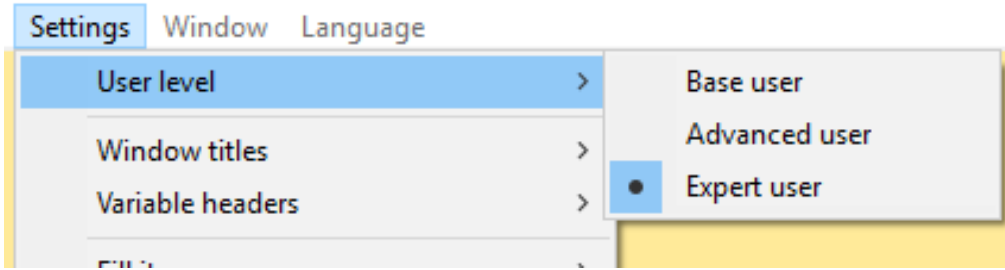 Settings Window Language
User level
Base user
Advanced user
Expert user
Window titles
Variable headers